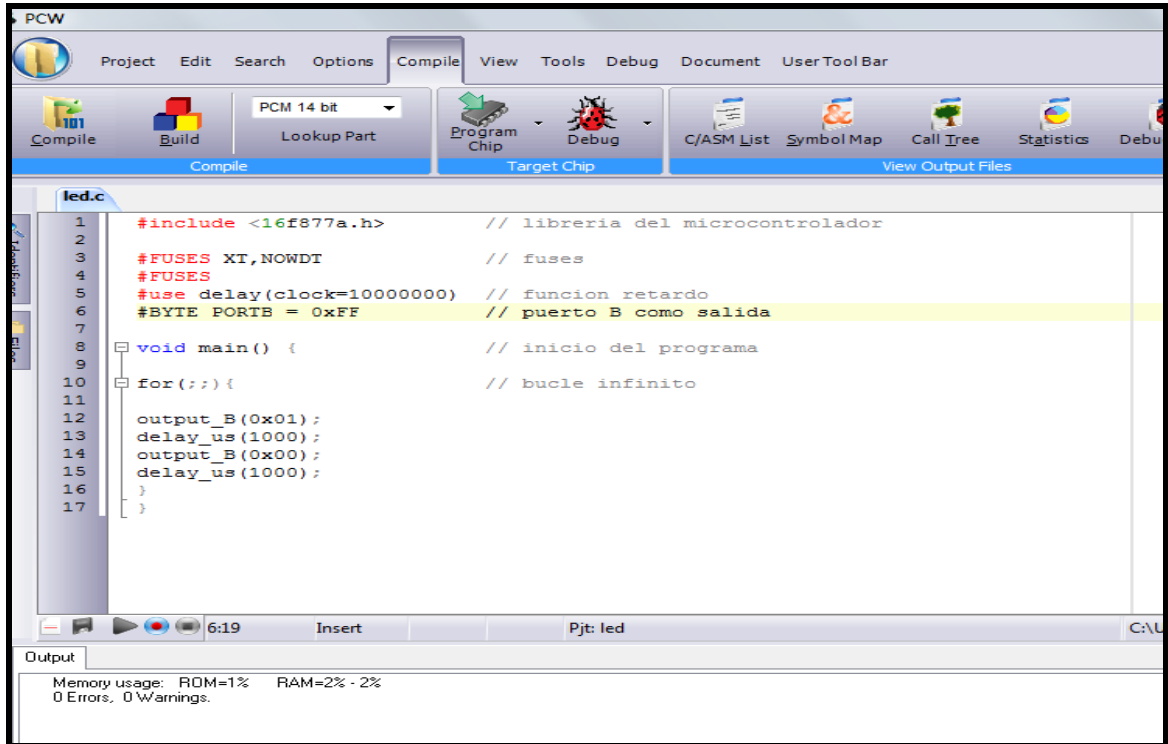 PCW
Project Edit Search Options Compile View Tools Debug Document User Tool Bar
PCM 14 bit
Compile Build Lookup Part Program Chip Debug C/ASM List Symbol Map Call Tree Statistics Debu
Compile Target Chip View Output Files
led.c
Identifiers
Files
1 #include <16f877a.h> // libreria del microcontrolador
2
3 #FUSES XT,NOWDT // fuses
4 #FUSES
5 #use delay(clock=10000000) // funcion retardo
6 #BYTE PORTB = 0xFF // puerto B como salida
7
8 void main() { // inicio del programa
9
10 for(;;){ // bucle infinito
11
12 output_B(0x01);
13 delay_us(1000);
14 output_B(0x00);
15 delay_us(1000);
16 }
17 }
6:19 Insert Pjt: led C:\U
Output
Memory usage: ROM=1% RAM=2% - 2%
0 Errors, 0 Warnings.